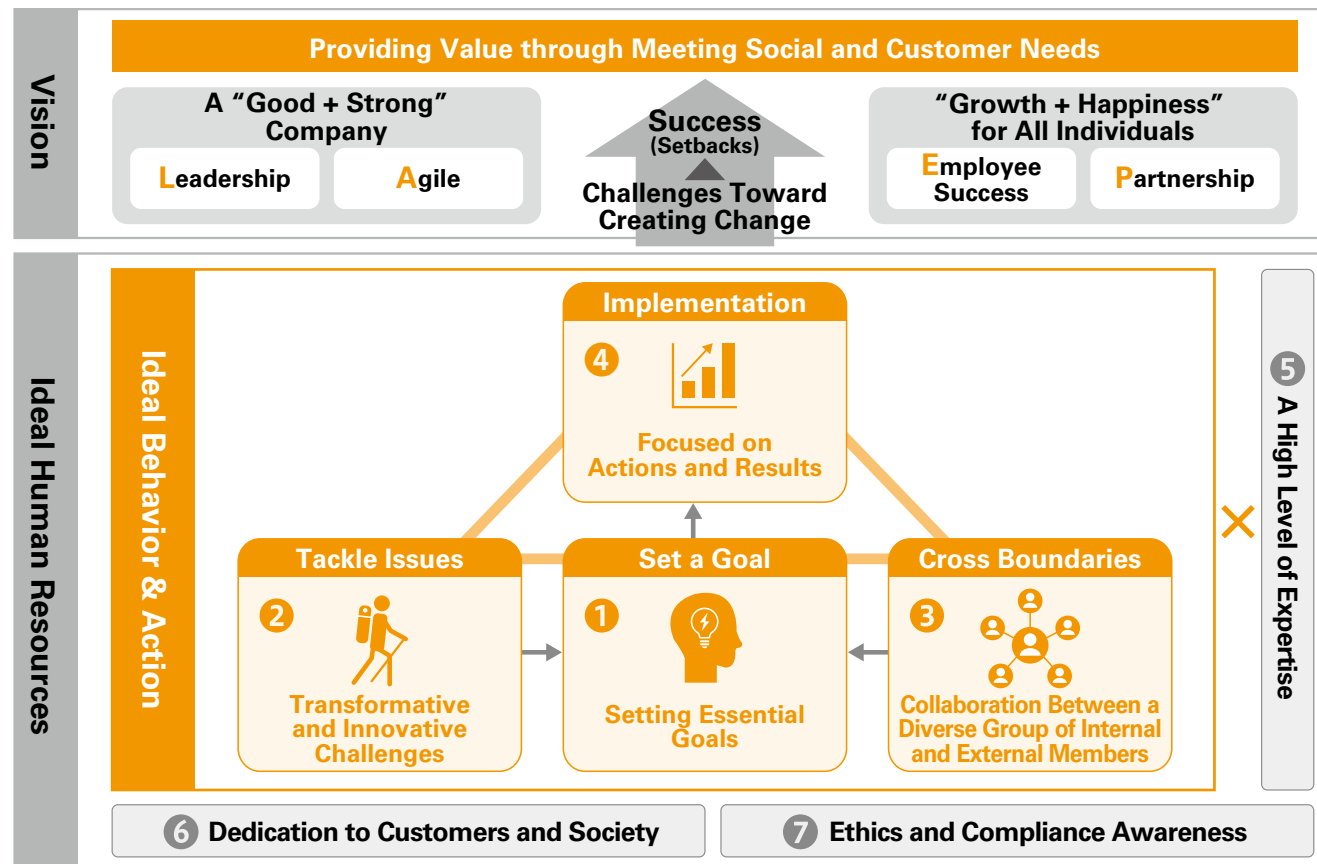 Vision
Providing Value through Meeting Social and Customer Needs
A “Good + Strong”
Company
Leadership
Agile
Success
(Setbacks)
Challenges Toward
Creating Change
“Growth + Happiness”
for All Individuals
Employee
Success
Partnership
Ideal Human Resources
Ideal Behavior & Action
Implementation
4
Focused on
Actions and Results
Tackle Issues
2
Transformative
and Innovative
Challenges
Set a Goal
1
Setting Essential
Goals
Cross Boundaries
3
Collaboration Between a
Diverse Group of Internal
and External Members
×
5 A High Level of Expertise
6 Dedication to Customers and Society
7 Ethics and Compliance Awareness